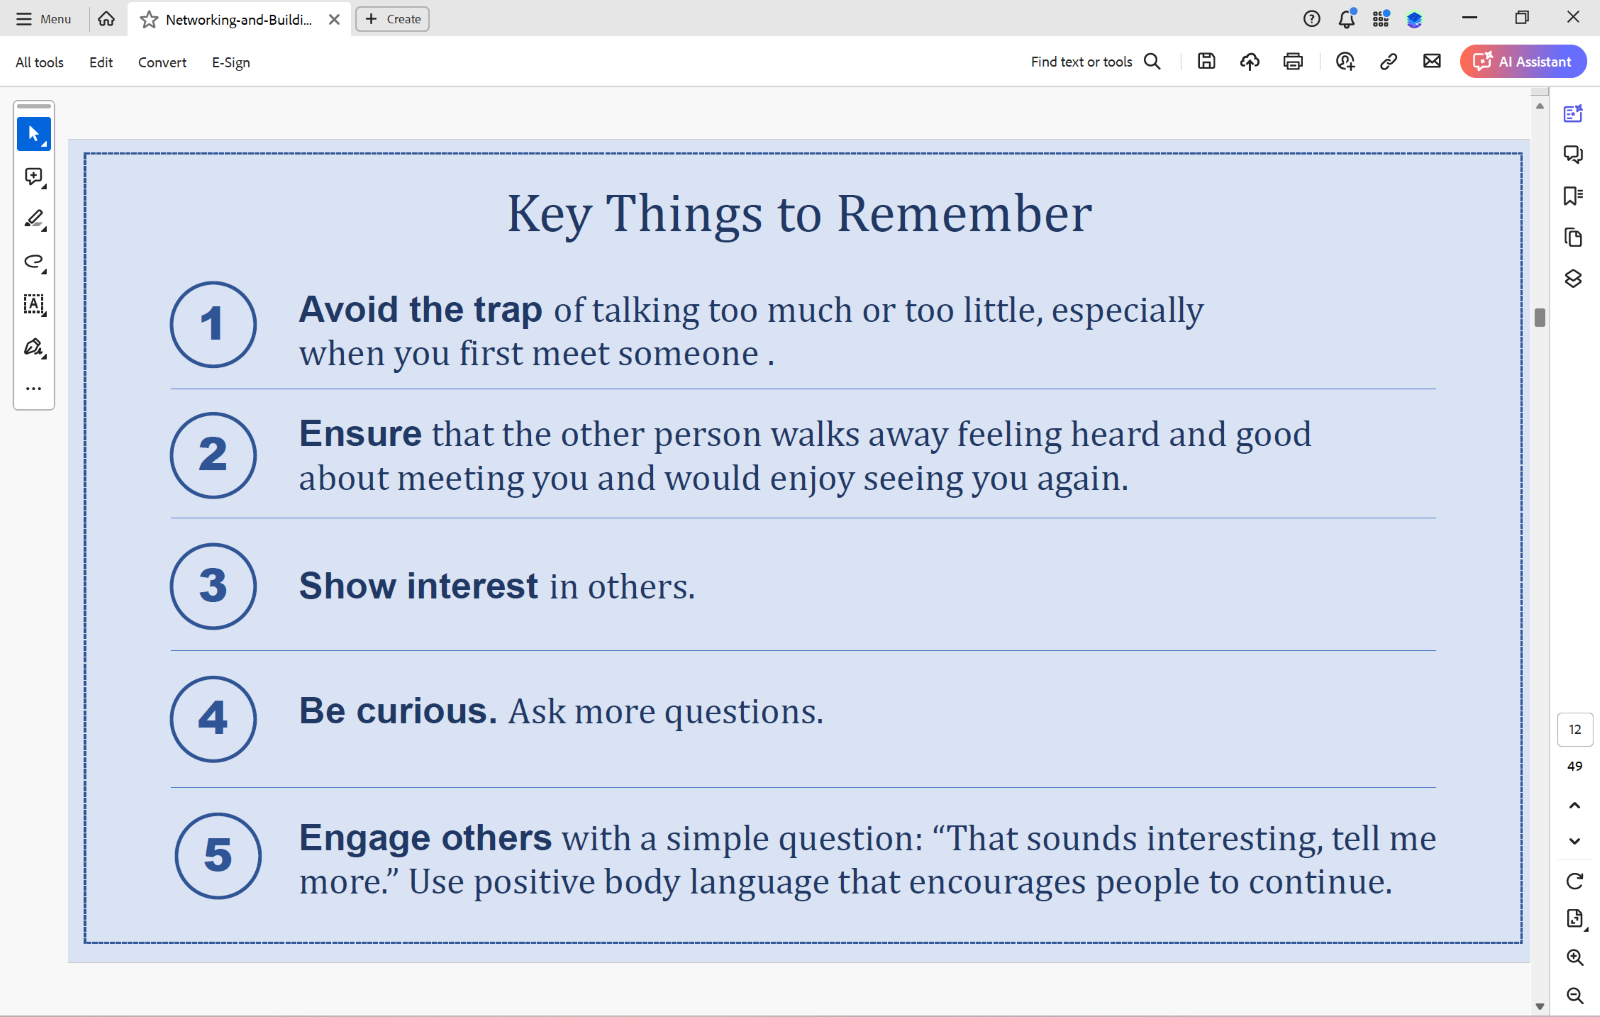 Menu
Networking-and-Buildi...
Create
All tools
Edit
Convert
E-Sign
Find text or tools
AI Assistant
Key Things to Remember
1
Avoid the trap of talking too much or too little, especially
when you first meet someone .
2
Ensure that the other person walks away feeling heard and good
about meeting you and would enjoy seeing you again.
3
Show interest in others.
4
Be curious. Ask more questions.
5
Engage others with a simple question: “That sounds interesting, tell me
more.” Use positive body language that encourages people to continue.
12
49